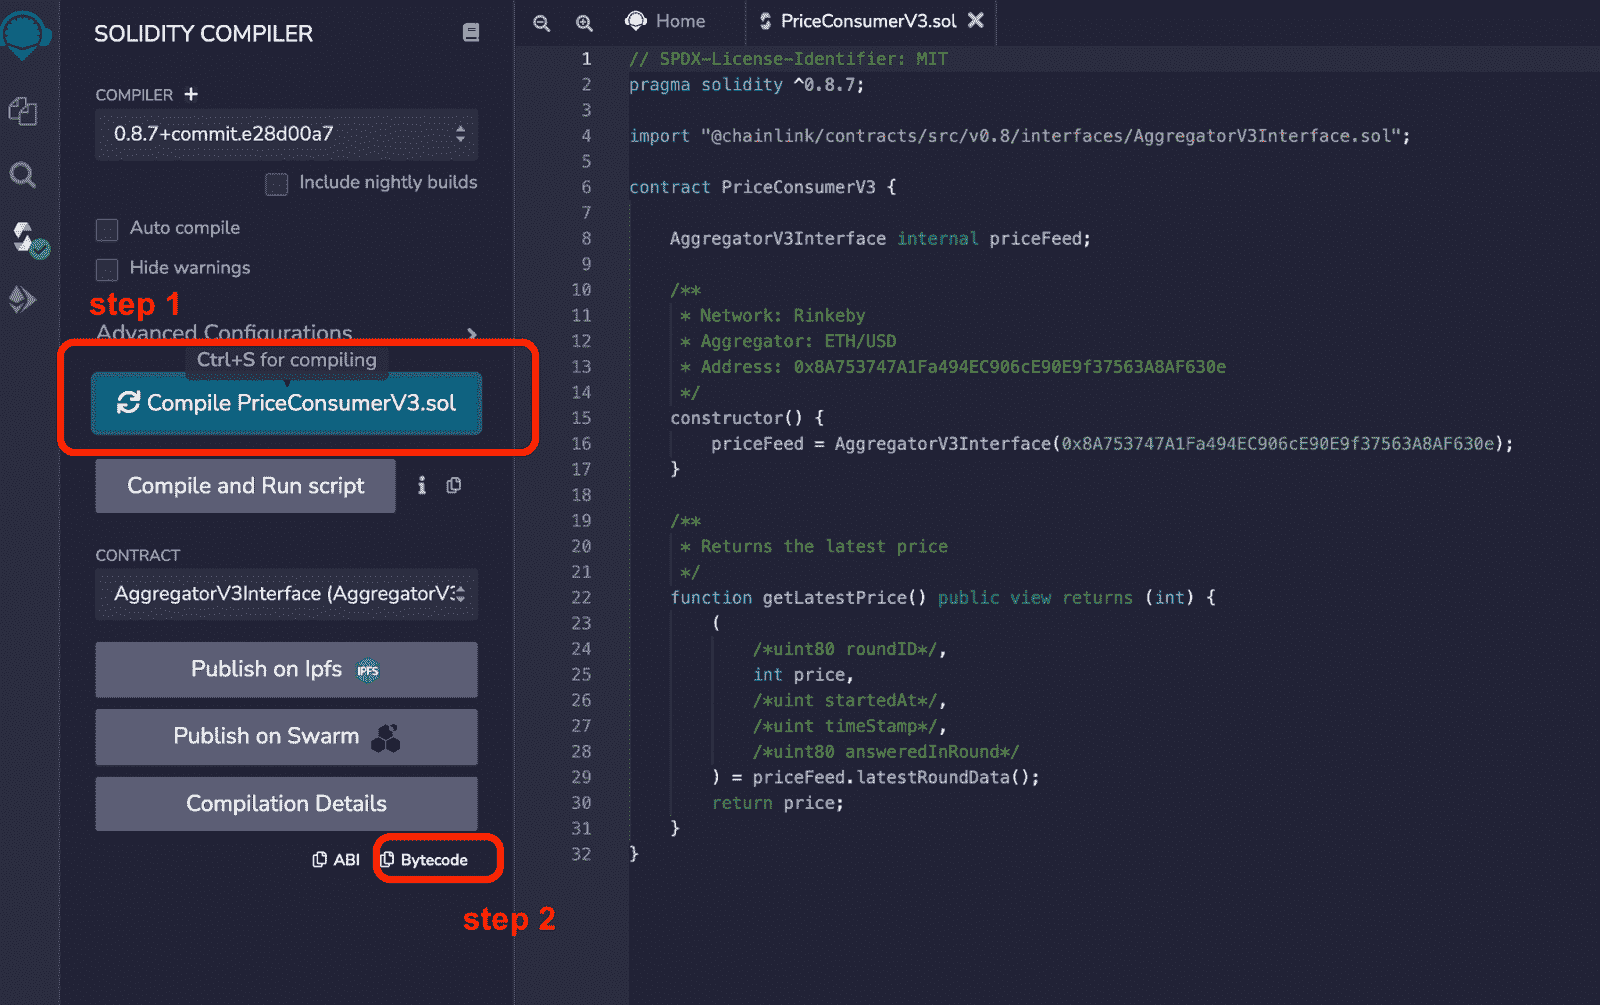 SOLIDITY COMPILER
COMPILER +
0.8.7+commit.e28d00a7
Include nightly builds
Auto compile
Hide warnings
step 1
Advanced Configurations
Ctrl+S for compiling
Compile PriceConsumerV3.sol
Compile and Run script
CONTRACT
AggregatorV3Interface (AggregatorV3
Publish on Ipfs IPFS
Publish on Swarm
Compilation Details
ABI Bytecode
step 2
Home PriceConsumerV3.sol
1 // SPDX-License-Identifier: MIT
2 pragma solidity ^0.8.7;
3
4 import "@chainlink/contracts/src/v0.8/interfaces/AggregatorV3Interface.sol";
5
6 contract PriceConsumerV3 {
7
8 AggregatorV3Interface internal priceFeed;
9
10 /**
11 * Network: Rinkeby
12 * Aggregator: ETH/USD
13 * Address: 0x8A753747A1Fa494EC906cE90E9f37563A8AF630e
14 */
15 constructor() {
16 priceFeed = AggregatorV3Interface(0x8A753747A1Fa494EC906cE90E9f37563A8AF630e);
17 }
18
19 /**
20 * Returns the latest price
21 */
22 function getLatestPrice() public view returns (int) {
23 (
24 /*uint80 roundID*/,
25 int price,
26 /*uint startedAt*/,
27 /*uint timeStamp*/,
28 /*uint80 answeredInRound*/
29 ) = priceFeed.latestRoundData();
30 return price;
31 }
32 }